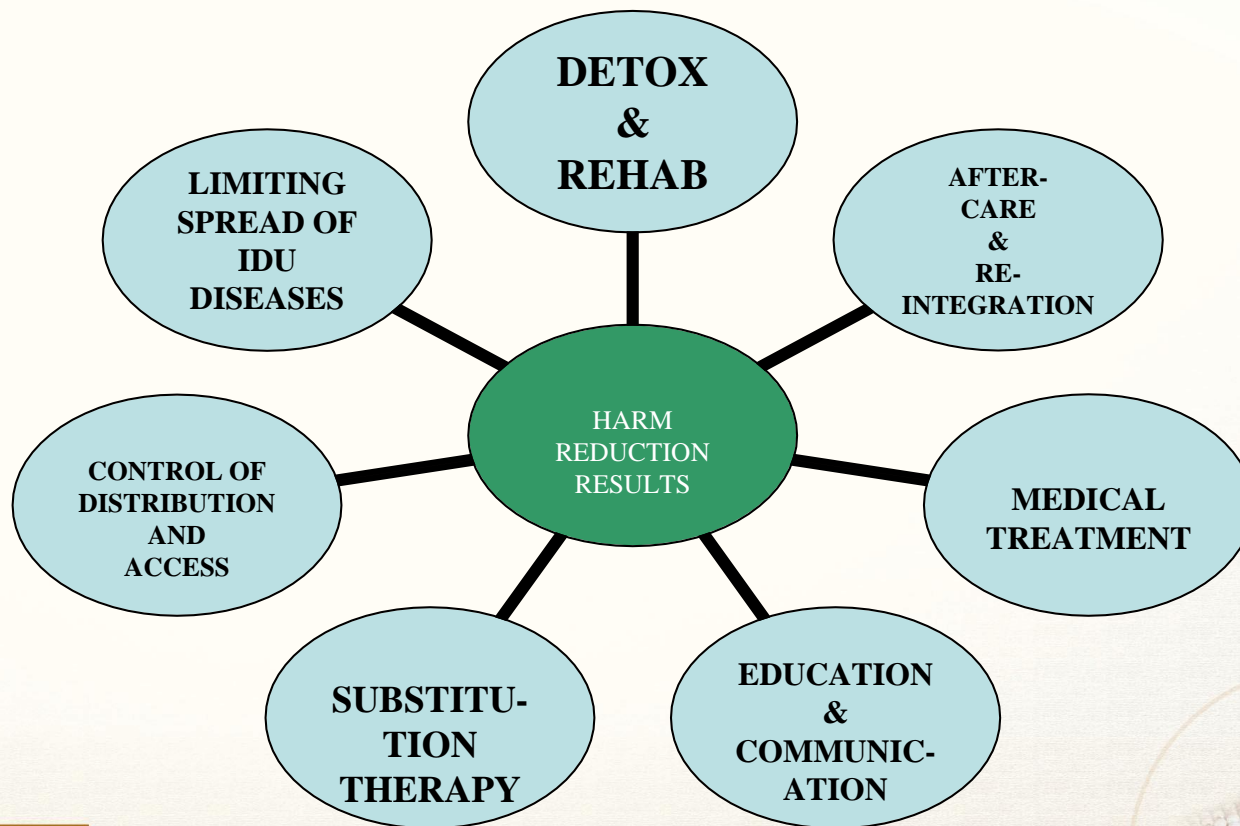 DETOX
&
REHAB
AFTER-
CARE
&
RE-
INTEGRATION
MEDICAL
TREATMENT
EDUCATION
&
COMMUNIC-
ATION
SUBSTITU-
TION
THERAPY
CONTROL OF
DISTRIBUTION
AND
ACCESS
LIMITING
SPREAD OF
IDU
DISEASES
HARM
REDUCTION
RESULTS